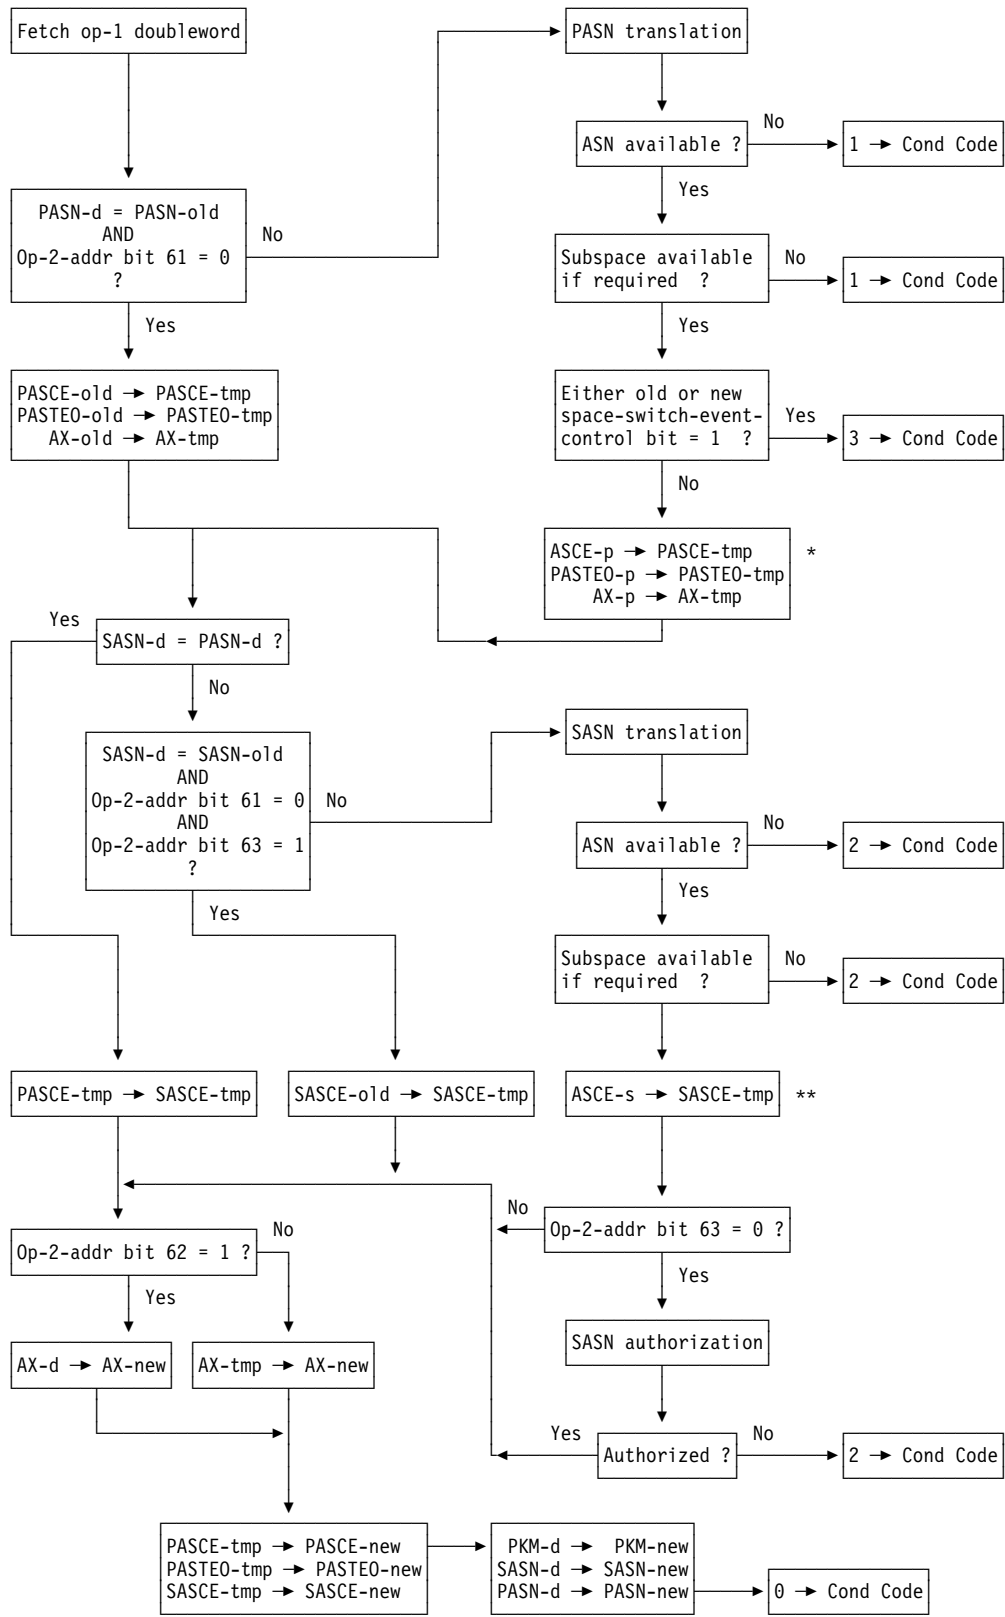 Fetch op-1 doubleword
PASN translation
ASN available ?
No
1 → Cond Code
Yes
PASN-d = PASN-old
AND
Op-2-addr bit 61 = 0
?
No
Subspace available
if required ?
No
1 → Cond Code
Yes
Yes
PASCE-old → PASCE-tmp
PASTEO-old → PASTEO-tmp
AX-old → AX-tmp
Either old or new
space-switch-event-
control bit = 1 ?
Yes
3 → Cond Code
No
ASCE-p → PASCE-tmp
PASTEO-p → PASTEO-tmp
AX-p → AX-tmp
*
Yes
SASN-d = PASN-d ?
No
SASN-d = SASN-old
AND
Op-2-addr bit 61 = 0
AND
Op-2-addr bit 63 = 1
?
No
SASN translation
ASN available ?
No
2 → Cond Code
Yes
Yes
Subspace available
if required ?
No
2 → Cond Code
PASCE-tmp → SASCE-tmp
SASCE-old → SASCE-tmp
ASCE-s → SASCE-tmp
**
Op-2-addr bit 62 = 1 ?
No
Yes
No
Op-2-addr bit 63 = 0 ?
Yes
SASN authorization
AX-d → AX-new
AX-tmp → AX-new
Yes
Authorized ?
No
2 → Cond Code
PASCE-tmp → PASCE-new
PASTEO-tmp → PASTEO-new
SASCE-tmp → SASCE-new
PKM-d → PKM-new
SASN-d → SASN-new
PASN-d → PASN-new
0 → Cond Code